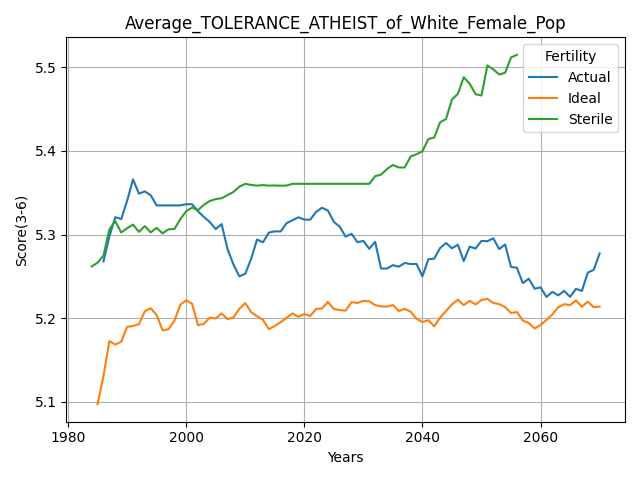 Average_TOLERANCE_ATHEIST_of_White_Female_Pop
Fertility
Actual
Ideal
Sterile
Score(3-6)
5.5
5.4
5.3
5.2
5.1
1980
2000
2020
2040
2060
Years